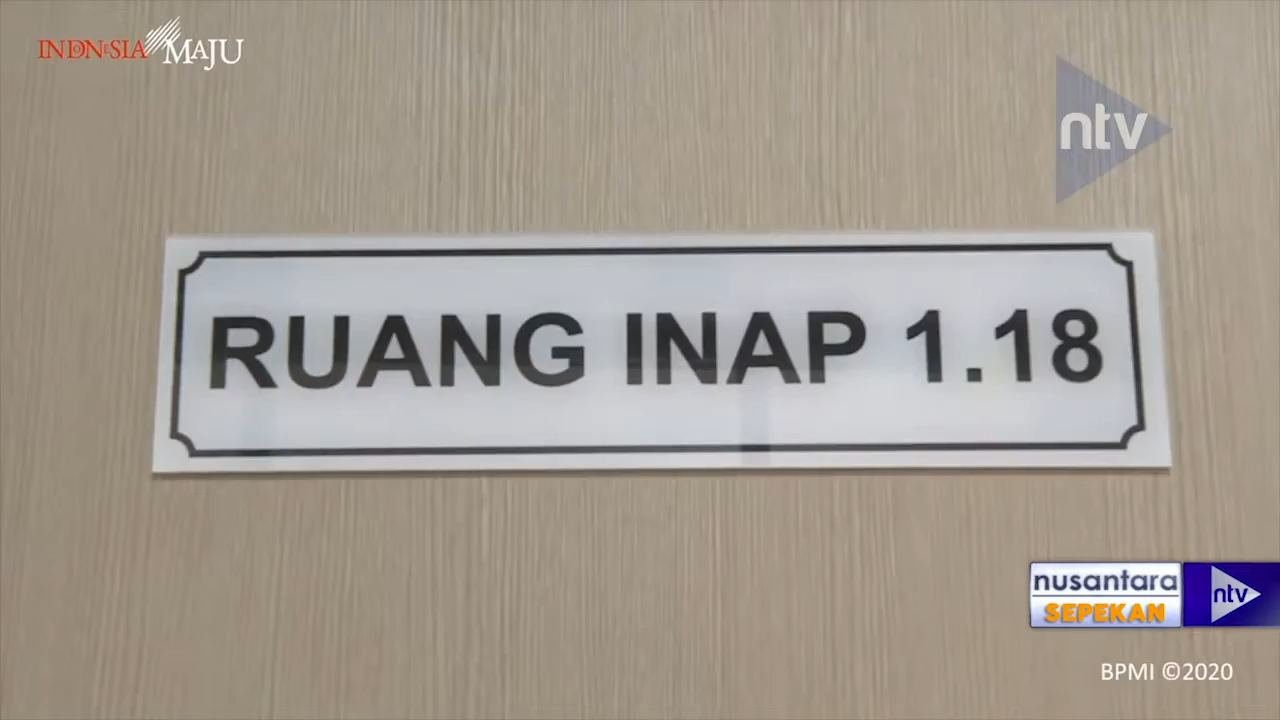 INDONESIA MAJU
ntv
RUANG INAP 1.18
nusantara
SEPEKAN
ntv
BPMI ©2020